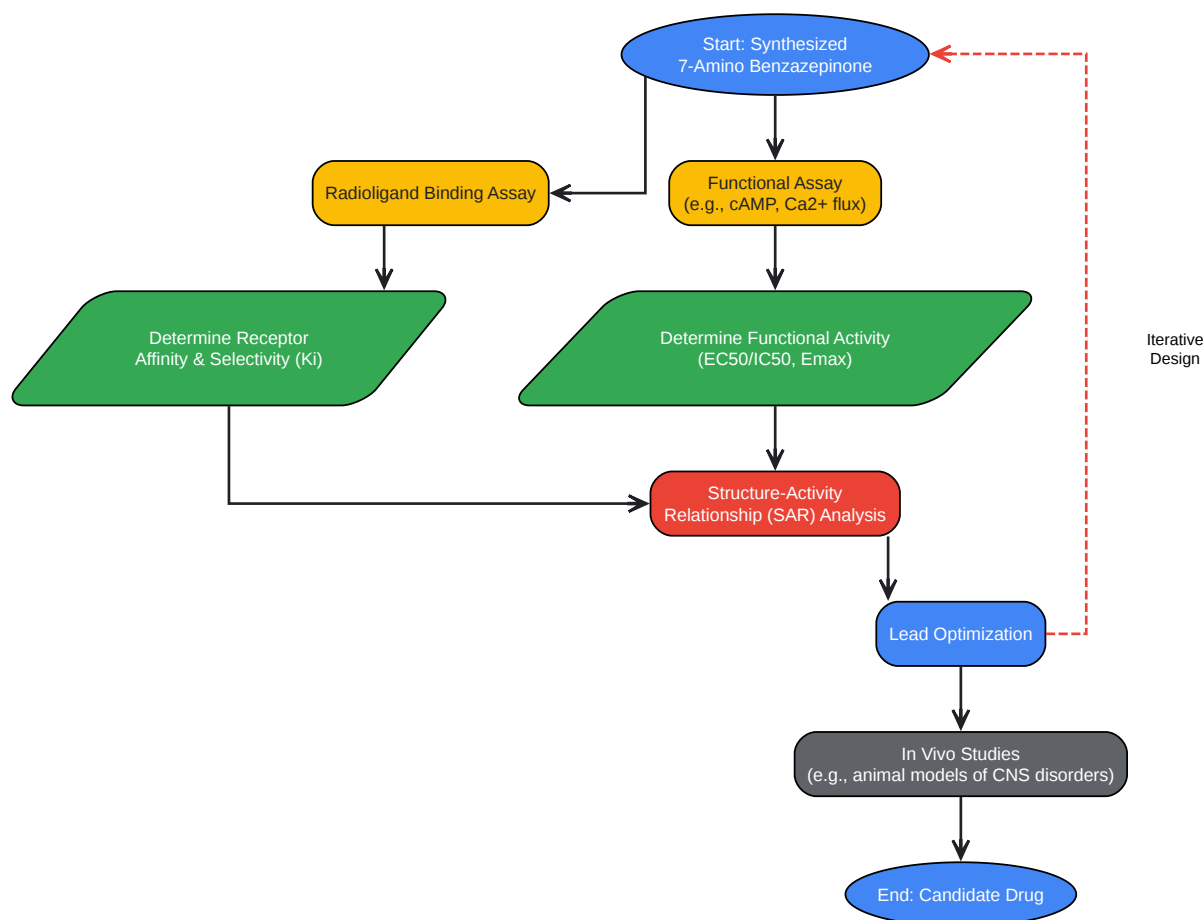 Start: Synthesized
7-Amino Benzazepinone
Radioligand Binding Assay
Functional Assay
(e.g., cAMP, Ca2+ flux)
Determine Receptor
Affinity & Selectivity (Ki)
Determine Functional Activity
(EC50/IC50, Emax)
Iterative
Design
Structure-Activity
Relationship (SAR) Analysis
Lead Optimization
In Vivo Studies
(e.g., animal models of CNS disorders)
End: Candidate Drug